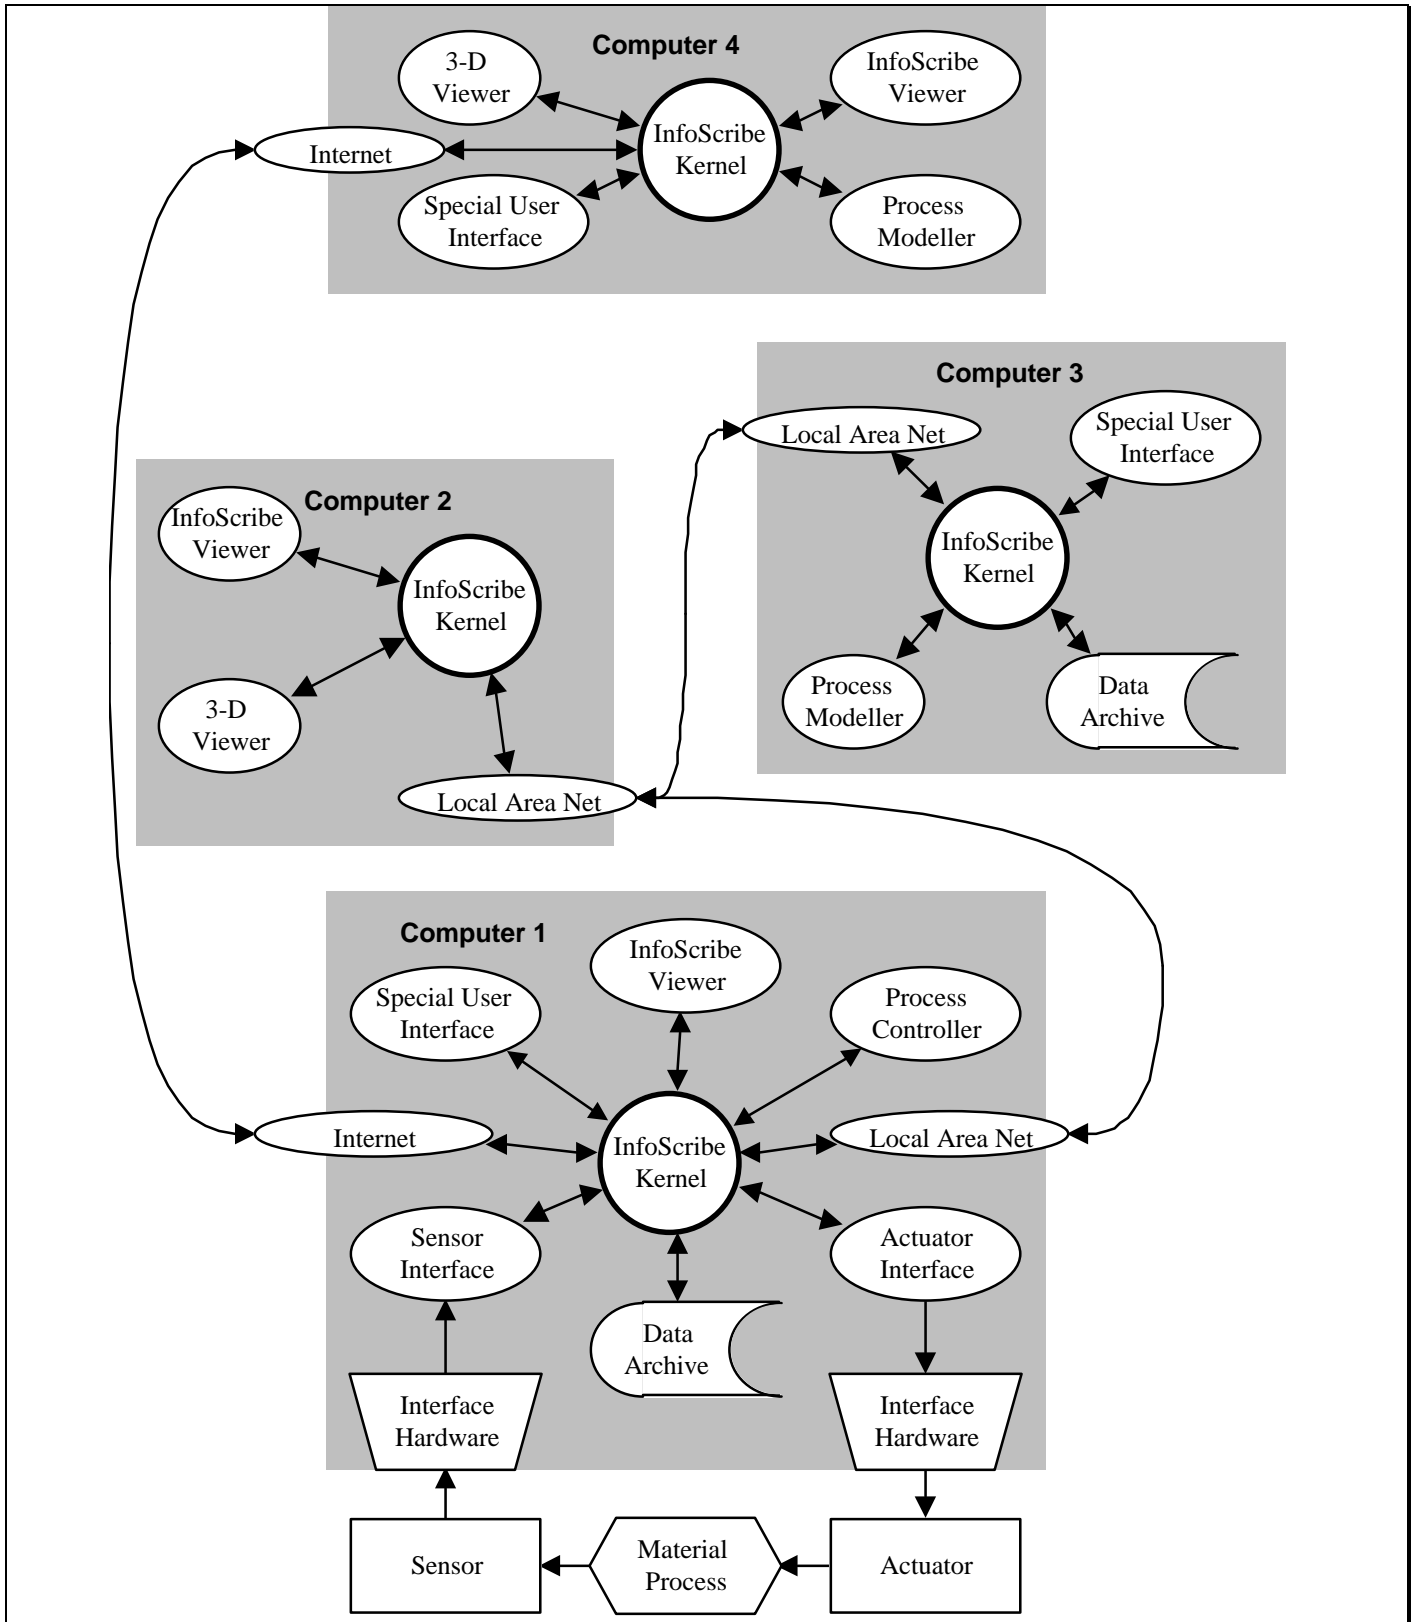 Computer 4
3-D
Viewer
InfoScribe
Viewer
InfoScribe
Kernel
Internet
Special User
Interface
Process
Modeller
Computer 3
Local Area Net
Special User
Interface
InfoScribe
Kernel
Process
Modeller
Data
Archive
Computer 2
InfoScribe
Viewer
InfoScribe
Kernel
3-D
Viewer
Local Area Net
Computer 1
InfoScribe
Viewer
Special User
Interface
Process
Controller
Internet
InfoScribe
Kernel
Local Area Net
Sensor
Interface
Actuator
Interface
Data
Archive
Interface
Hardware
Interface
Hardware
Sensor
Material
Process
Actuator